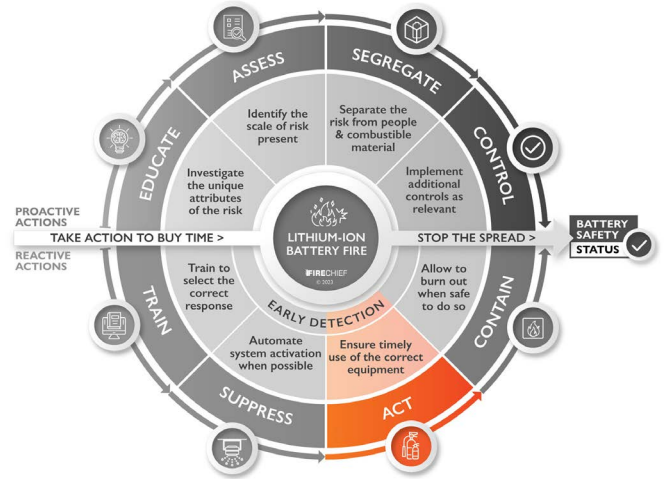 ASSESS
SEGREGATE
EDUCATE
CONTROL
Identify the
scale of risk
present
Separate the
risk from people
& combustible
material
Investigate
the unique
attributes
of the risk
Implement
additional
controls as
relevant
PROACTIVE
ACTIONS
TAKE ACTION TO BUY TIME >
REACTIVE
ACTIONS
LITHIUM-ION
BATTERY FIRE
FIRECHIEF
© 2023
STOP THE SPREAD >
BATTERY
SAFETY
STATUS
EARLY DETECTION
Train to
select the
correct
response
Allow to
burn out
when safe
to do so
Automate
system activation
when possible
Ensure timely
use of the correct
equipment
TRAIN
CONTAIN
SUPPRESS
ACT